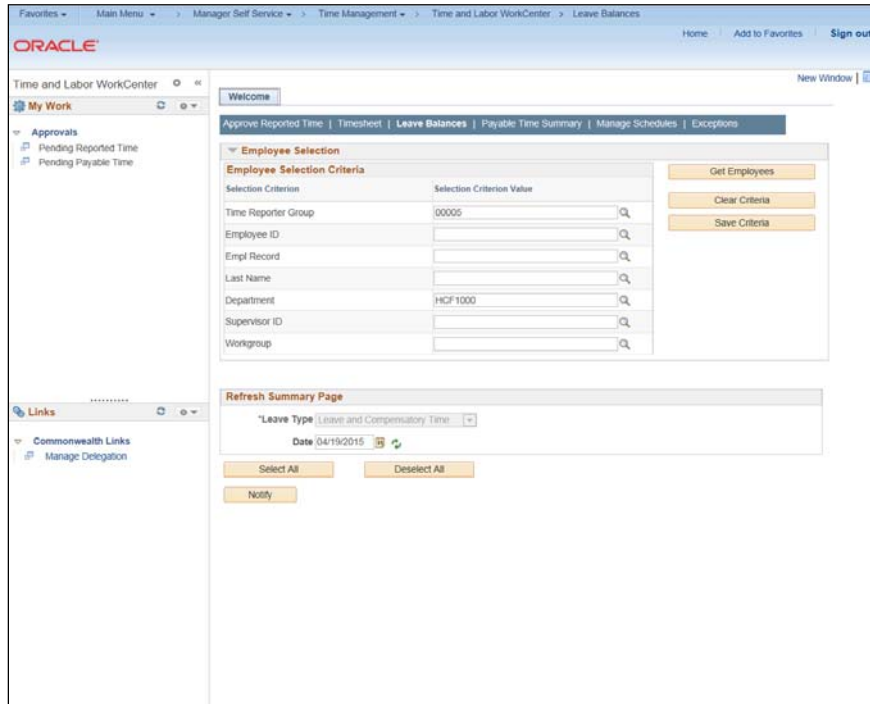 Favorites Main Menu > Manager Self Service > Time Management > Time and Labor WorkCenter > Leave Balances
Home Add to Favorites Sign out
ORACLE
New Window
Time and Labor WorkCenter «
My Work
Approvals
Pending Reported Time
Pending Payable Time
Links
Commonwealth Links
Manage Delegation
Welcome
Approve Reported Time | Timesheet | Leave Balances | Payable Time Summary | Manage Schedules | Exceptions
Employee Selection
Employee Selection Criteria
Selection Criterion Selection Criterion Value
Time Reporter Group 00005
Employee ID
Empl Record
Last Name
Department HCF1000
Supervisor ID
Workgroup
Get Employees
Clear Criteria
Save Criteria
Refresh Summary Page
*Leave Type Leave and Compensatory Time
Date 04/19/2015
Select All Deselect All
Notify